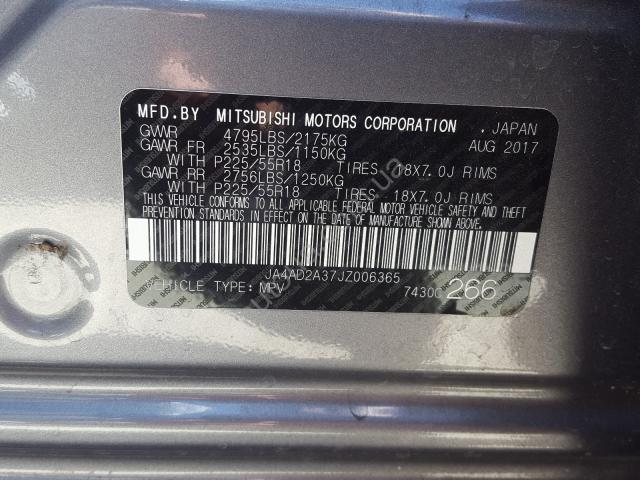 MFD.BY MITSUBISHI MOTORS CORPORATION , JAPAN
GVWR 4795LBS/2175KG AUG 2017
GAWR FR 2535LBS/1150KG
WITH P225/55R18 TIRES, 18X7.0J RIMS
GAWR RR 2756LBS/1250KG
WITH P225/55R18 TIRES, 18X7.0J RIMS
THIS VEHICLE CONFORMS TO ALL APPLICABLE FEDERAL MOTOR VEHICLE SAFETY AND THEFT
PREVENTION STANDARDS IN EFFECT ON THE DATE OF MANUFACTURE SHOWN ABOVE.
JA4AD2A37JZ006365
VEHICLE TYPE: MPV 74300 266